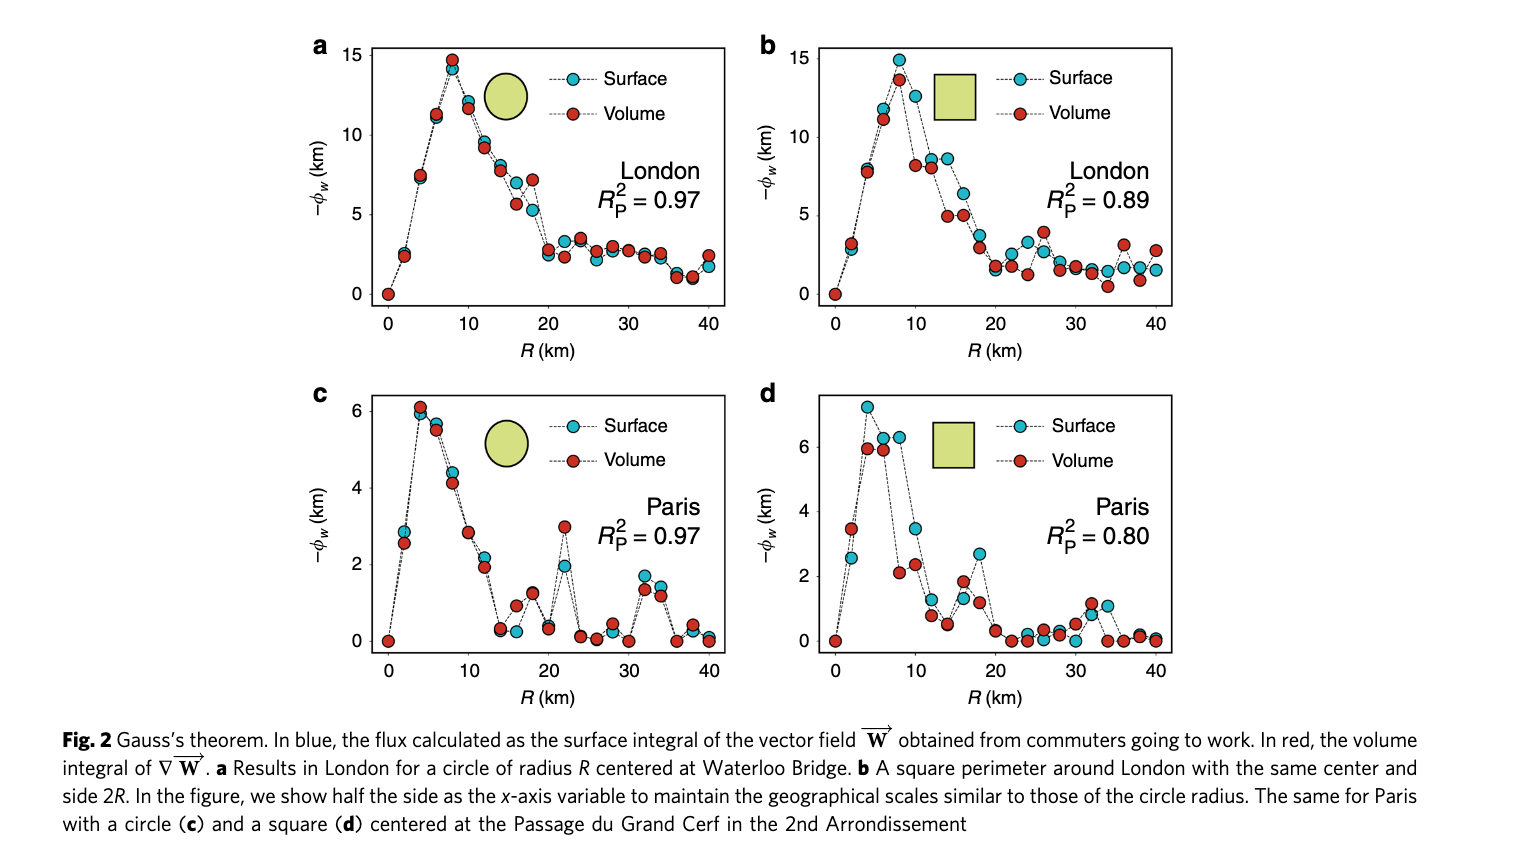 a
15
10
5
0
−ϕw (km)
Surface
Volume
London
R²P = 0.97
0 10 20 30 40
R (km)
b
15
10
5
0
−ϕw (km)
Surface
Volume
London
R²P = 0.89
0 10 20 30 40
R (km)
c
6
4
2
0
−ϕw (km)
Surface
Volume
Paris
R²P = 0.97
0 10 20 30 40
R (km)
d
6
4
2
0
−ϕw (km)
Surface
Volume
Paris
R²P = 0.80
0 10 20 30 40
R (km)
Fig. 2 Gauss's theorem. In blue, the flux calculated as the surface integral of the vector field W⃗ obtained from commuters going to work. In red, the volume
integral of ∇W⃗. a Results in London for a circle of radius R centered at Waterloo Bridge. b A square perimeter around London with the same center and
side 2R. In the figure, we show half the side as the x-axis variable to maintain the geographical scales similar to those of the circle radius. The same for Paris
with a circle (c) and a square (d) centered at the Passage du Grand Cerf in the 2nd Arrondissement